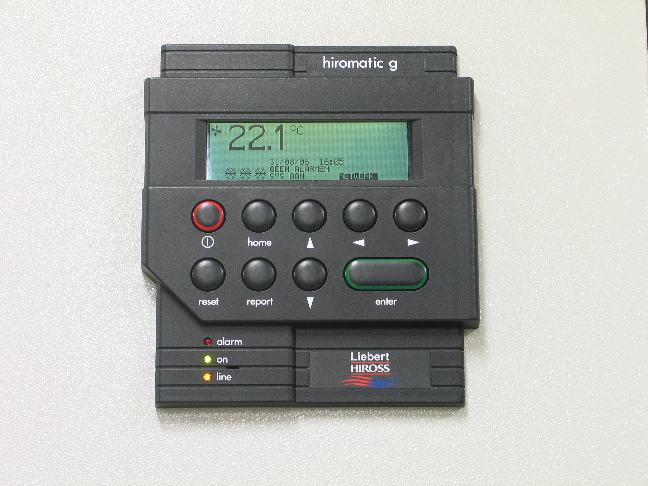 hiromatic g
22.1 °C
31/08/06 16:05
GEEN ALARMEN
SYS.AAN
home
reset report enter
alarm
on
line
Liebert
HIROSS